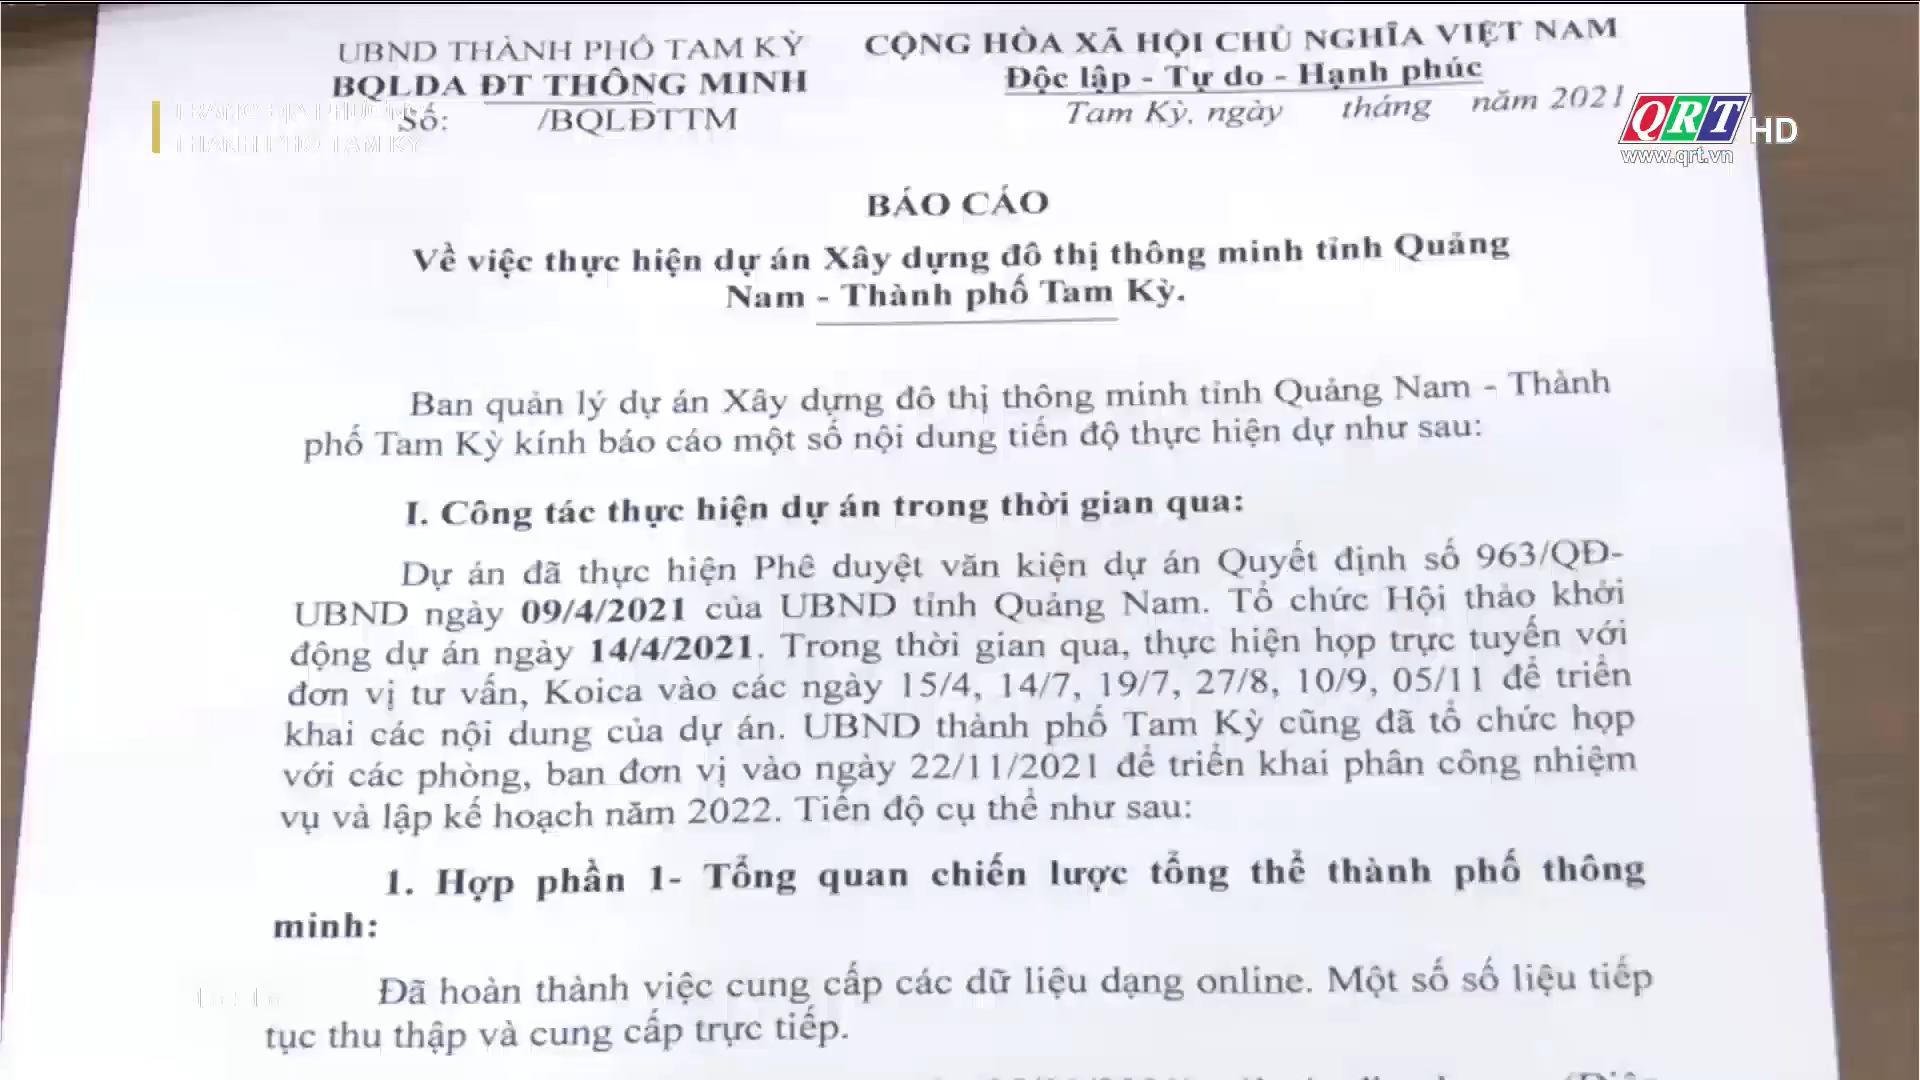 UBND THÀNH PHỐ TAM KỲ
CỘNG HÒA XÃ HỘI CHỦ NGHĨA VIỆT NAM
BQLDA ĐT THÔNG MINH
Độc lập - Tự do - Hạnh phúc
Số: /BQLĐTTM
Tam Kỳ, ngày tháng năm 2021
TRANG ĐỊA PHƯƠNG
THÀNH PHỐ TAM KỲ
QRT HD
www.qrt.vn
BÁO CÁO
Về việc thực hiện dự án Xây dựng đô thị thông minh tỉnh Quảng
Nam - Thành phố Tam Kỳ.
Ban quản lý dự án Xây dựng đô thị thông minh tỉnh Quảng Nam - Thành
phố Tam Kỳ kính báo cáo một số nội dung tiến độ thực hiện dự như sau:
I. Công tác thực hiện dự án trong thời gian qua:
Dự án đã thực hiện Phê duyệt văn kiện dự án Quyết định số 963/QĐ-
UBND ngày 09/4/2021 của UBND tỉnh Quảng Nam. Tổ chức Hội thảo khởi
động dự án ngày 14/4/2021. Trong thời gian qua, thực hiện họp trực tuyến với
đơn vị tư vấn, Koica vào các ngày 15/4, 14/7, 19/7, 27/8, 10/9, 05/11 để triển
khai các nội dung của dự án. UBND thành phố Tam Kỳ cũng đã tổ chức họp
với các phòng, ban đơn vị vào ngày 22/11/2021 để triển khai phân công nhiệm
vụ và lập kế hoạch năm 2022. Tiến độ cụ thể như sau:
1. Hợp phần 1- Tổng quan chiến lược tổng thể thành phố thông
minh:
Đã hoàn thành việc cung cấp các dữ liệu dạng online. Một số số liệu tiếp
tục thu thập và cung cấp trực tiếp.